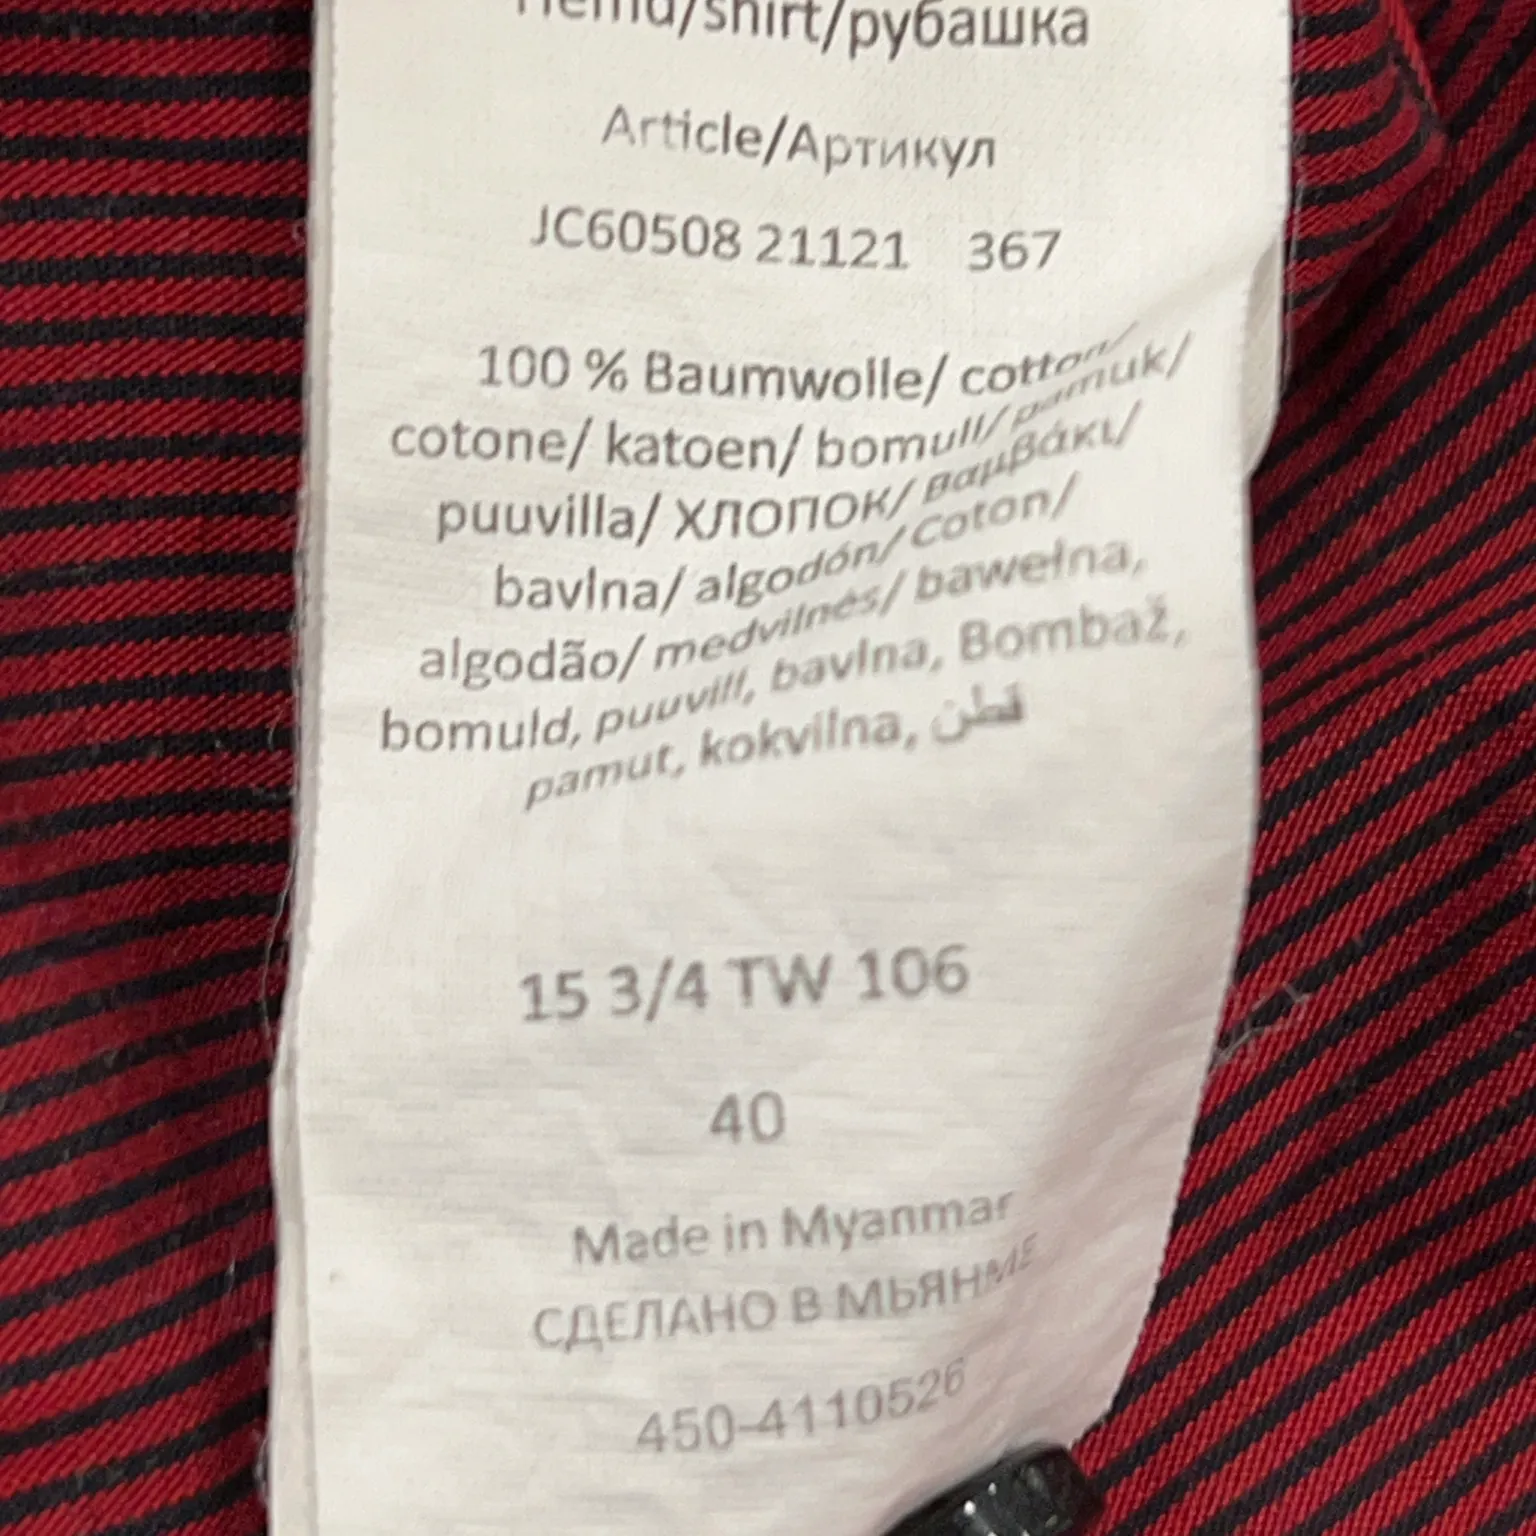 Hemd/shirt/рубашка
Article/Артикул
JC60508 21121 367
100 % Baumwolle/ cotton/
cotone/ katoen/ bomull/ pamuk/
puuvilla/ ХЛОПОК/ βαμβάκι/
bavlna/ algodón/ Coton/
algodão/ medvilnės/ bawełna,
bomuld, puuvill, bavlna, Bombaž,
pamut, kokvilna, قطن
15 3/4 TW 106
40
Made in Myanmar
СДЕЛАНО В МЬЯНМЕ
450-4110526